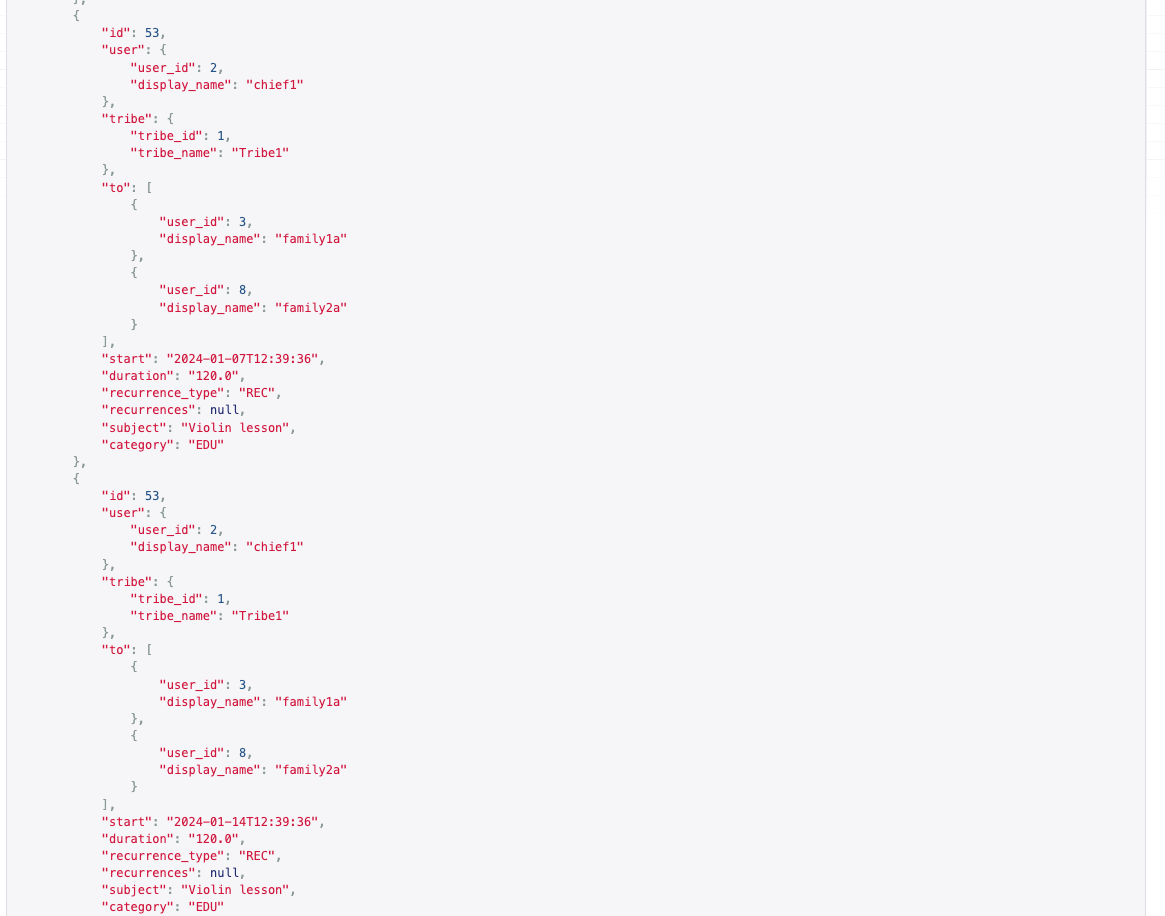 },
{
"id": 53,
"user": {
"user_id": 2,
"display_name": "chief1"
},
"tribe": {
"tribe_id": 1,
"tribe_name": "Tribe1"
},
"to": [
{
"user_id": 3,
"display_name": "family1a"
},
{
"user_id": 8,
"display_name": "family2a"
}
],
"start": "2024-01-07T12:39:36",
"duration": "120.0",
"recurrence_type": "REC",
"recurrences": null,
"subject": "Violin lesson",
"category": "EDU"
},
{
"id": 53,
"user": {
"user_id": 2,
"display_name": "chief1"
},
"tribe": {
"tribe_id": 1,
"tribe_name": "Tribe1"
},
"to": [
{
"user_id": 3,
"display_name": "family1a"
},
{
"user_id": 8,
"display_name": "family2a"
}
],
"start": "2024-01-14T12:39:36",
"duration": "120.0",
"recurrence_type": "REC",
"recurrences": null,
"subject": "Violin lesson",
"category": "EDU"